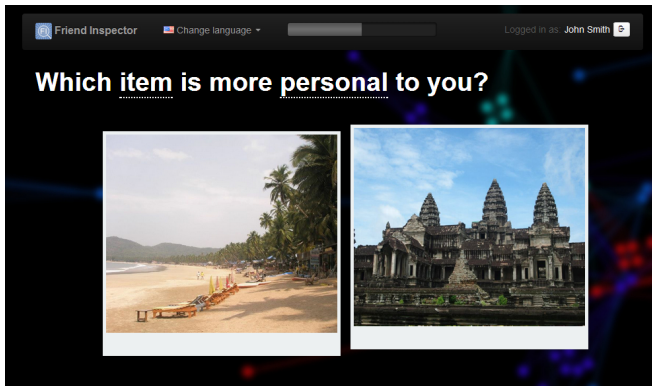 Friend Inspector
Change language
Logged in as: John Smith
Which item is more personal to you?